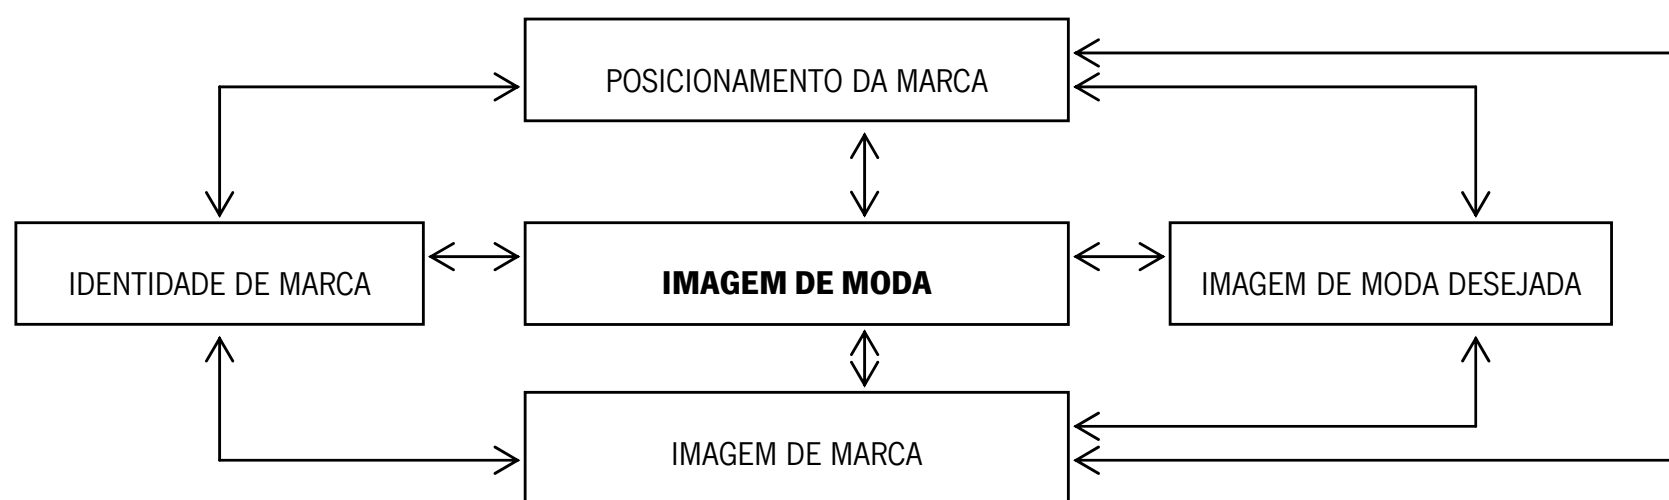 POSICIONAMENTO DA MARCA
IDENTIDADE DE MARCA
IMAGEM DE MODA
IMAGEM DE MODA DESEJADA
IMAGEM DE MARCA